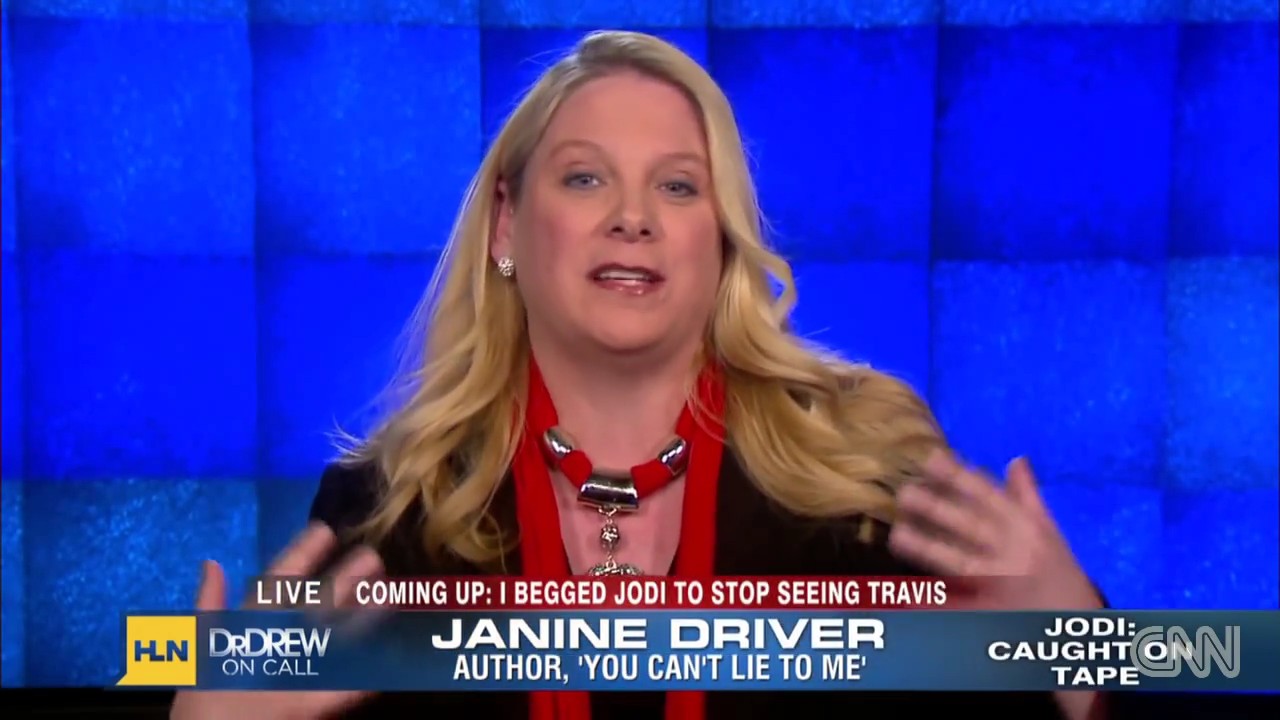 LIVE COMING UP: I BEGGED JODI TO STOP SEEING TRAVIS
HLN
DR DREW
ON CALL
JANINE DRIVER
AUTHOR, 'YOU CAN'T LIE TO ME'
JODI:
CAUGHT ON
TAPE
CNN